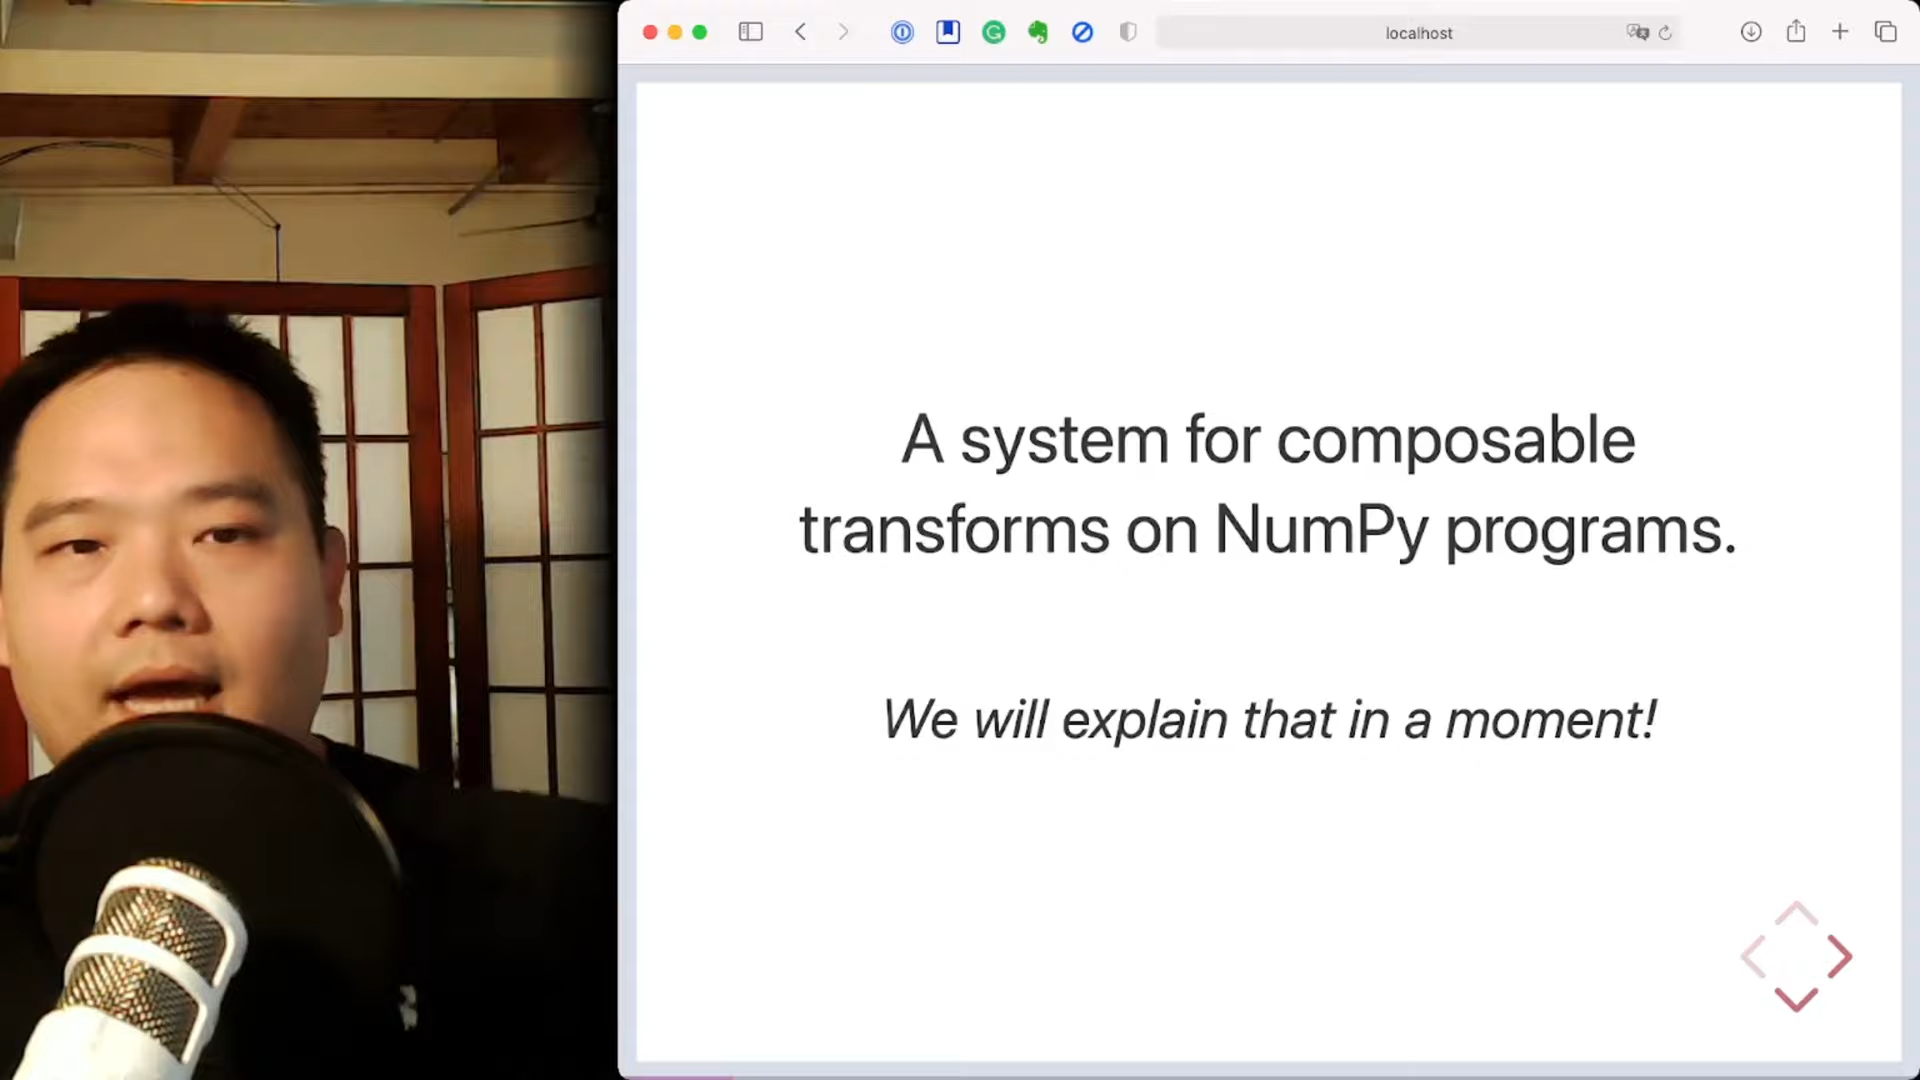 localhost
A system for composable
transforms on NumPy programs.
We will explain that in a moment!